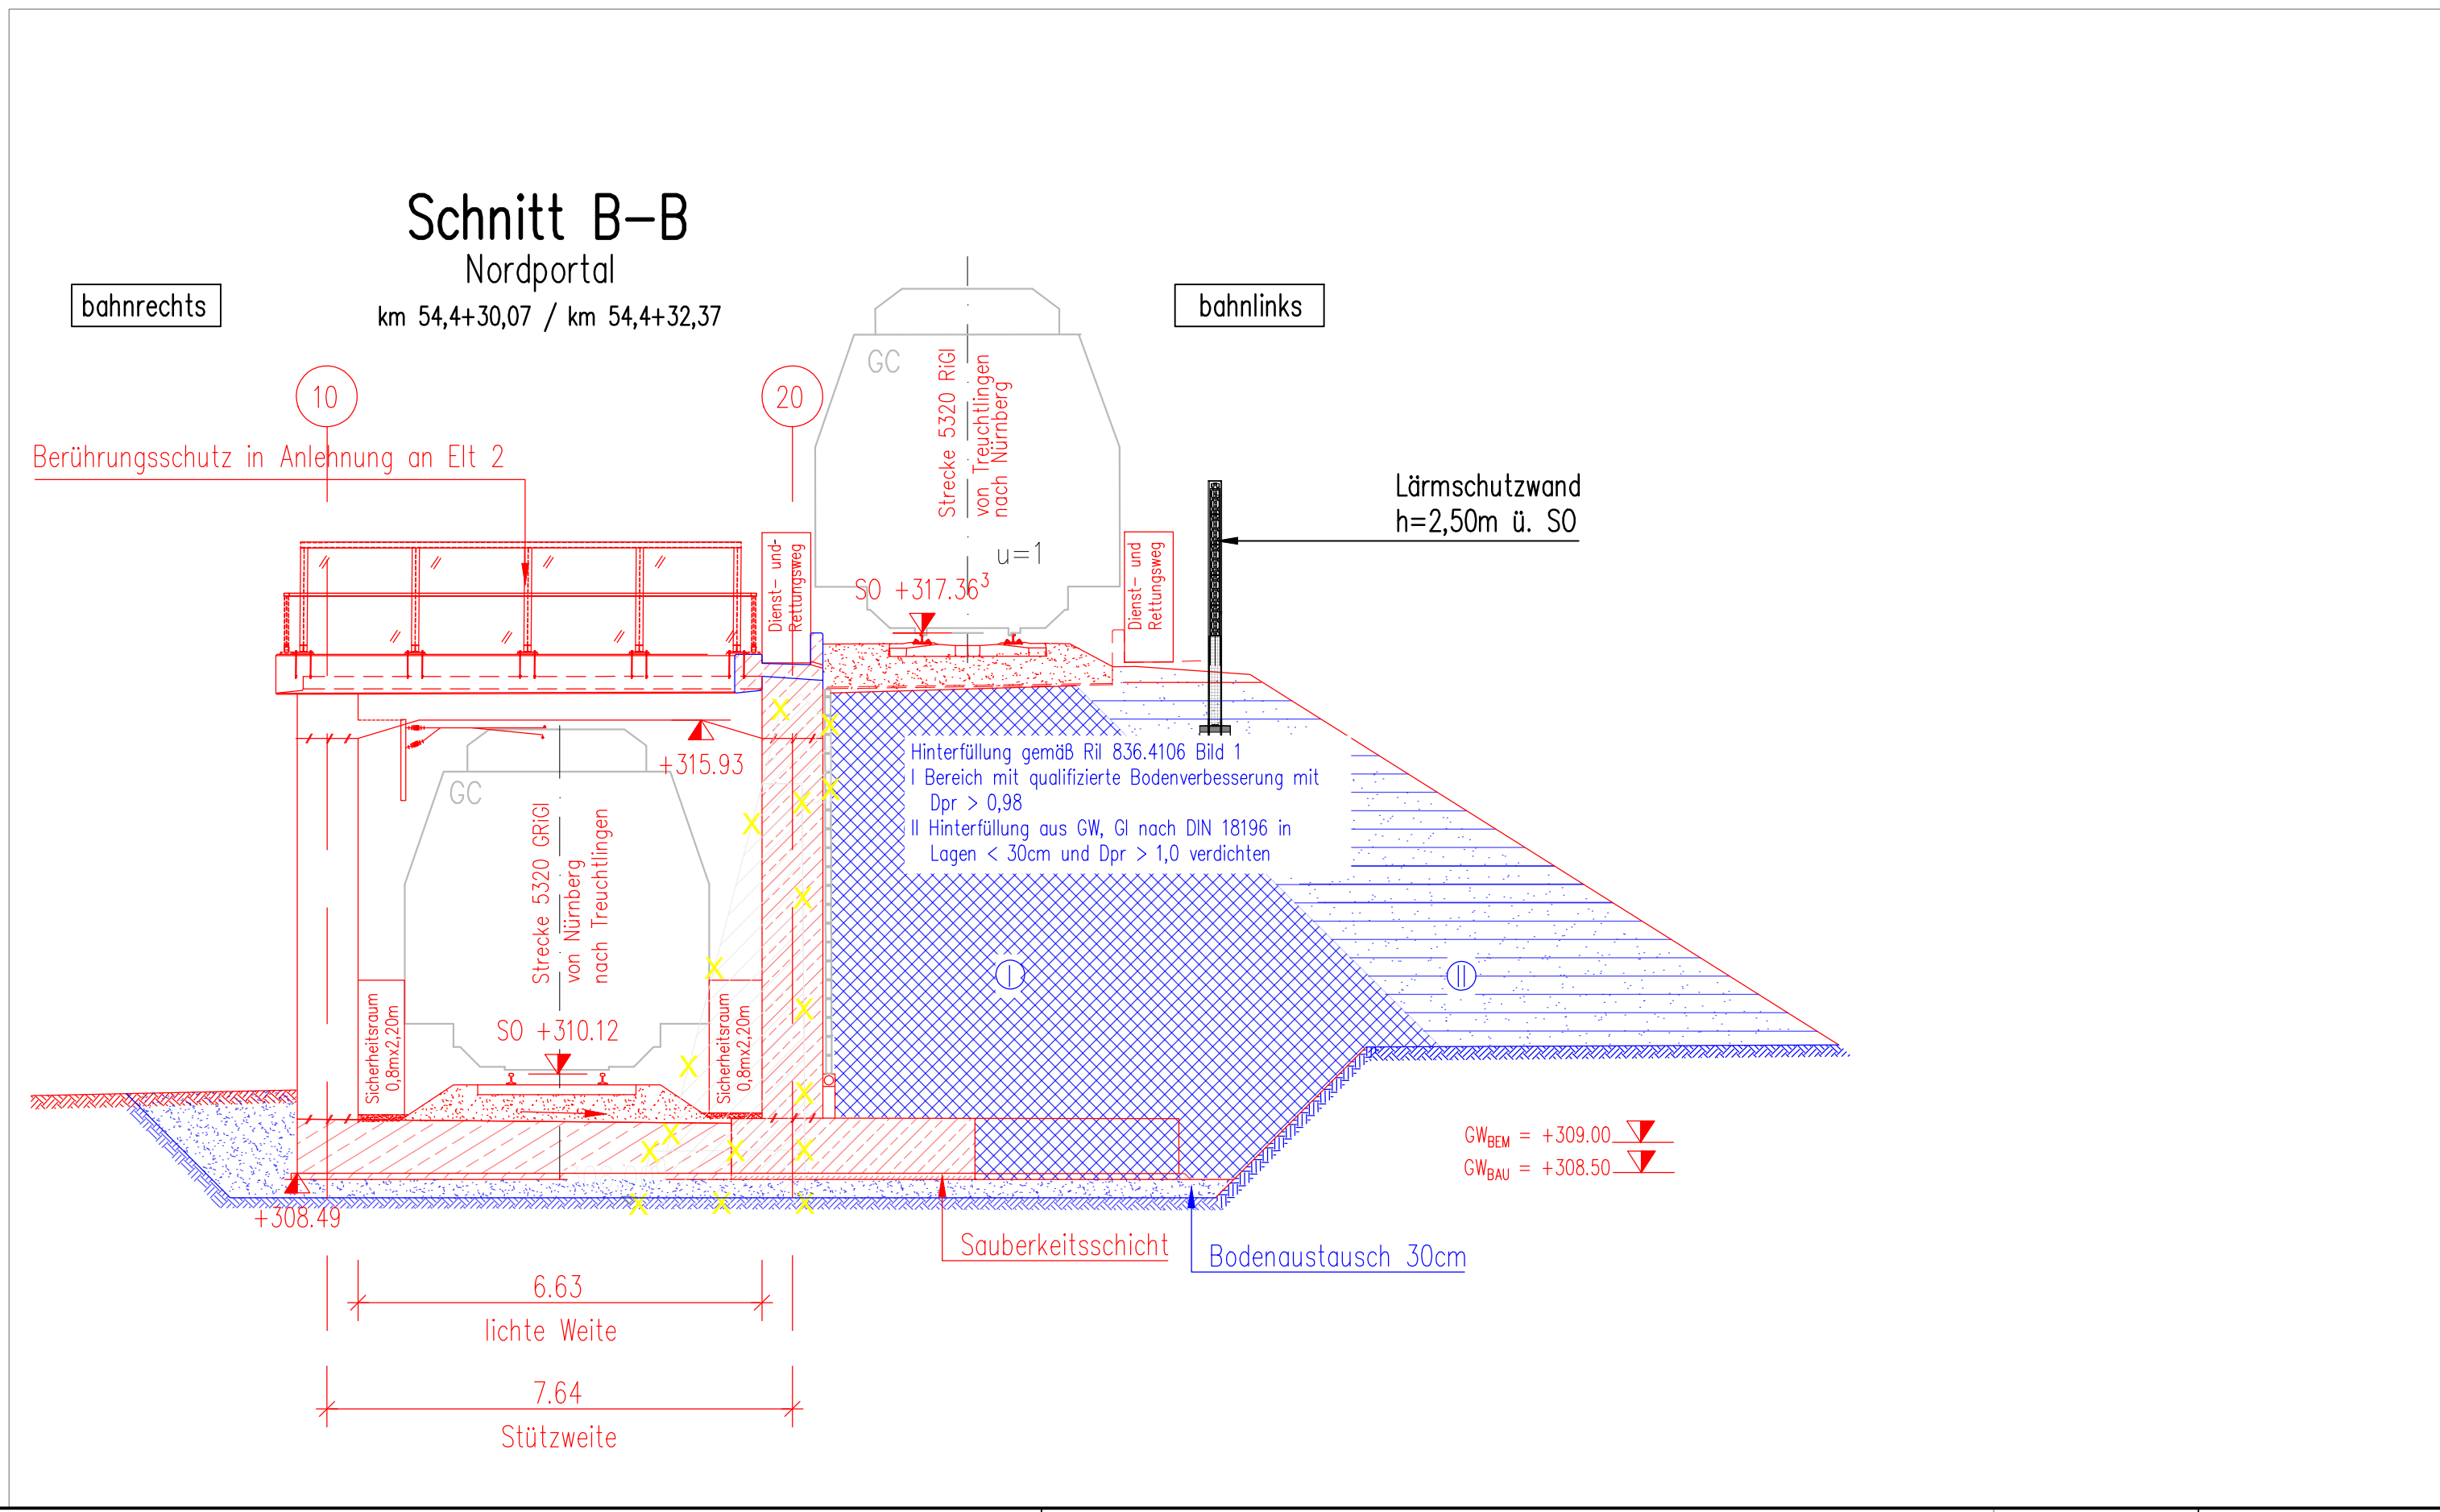 Schnitt B-B
Nordportal
km 54,4+30,07 / km 54,4+32,37
bahnrechts
bahnlinks
10
20
Berührungsschutz in Anlehnung an Elt 2
GC
Strecke 5320 RiGl
von Treuchtlingen
nach Nürnberg
u=1
SO +317.36³
Dienst- und-
Rettungsweg
Dienst- und
Rettungsweg
Lärmschutzwand
h=2,50m ü. SO
+315.93
GC
Strecke 5320 GRiGl
von Nürnberg
nach Treuchtlingen
SO +310.12
Sicherheitsraum
0,8mx2,20m
Sicherheitsraum
0,8mx2,20m
Hinterfüllung gemäß Ril 836.4106 Bild 1
I Bereich mit qualifizierte Bodenverbesserung mit
Dpr > 0,98
II Hinterfüllung aus GW, GI nach DIN 18196 in
Lagen < 30cm und Dpr > 1,0 verdichten
I
II
GW BEM = +309.00
GW BAU = +308.50
+308.49
Sauberkeitsschicht
Bodenaustausch 30cm
6.63
lichte Weite
7.64
Stützweite